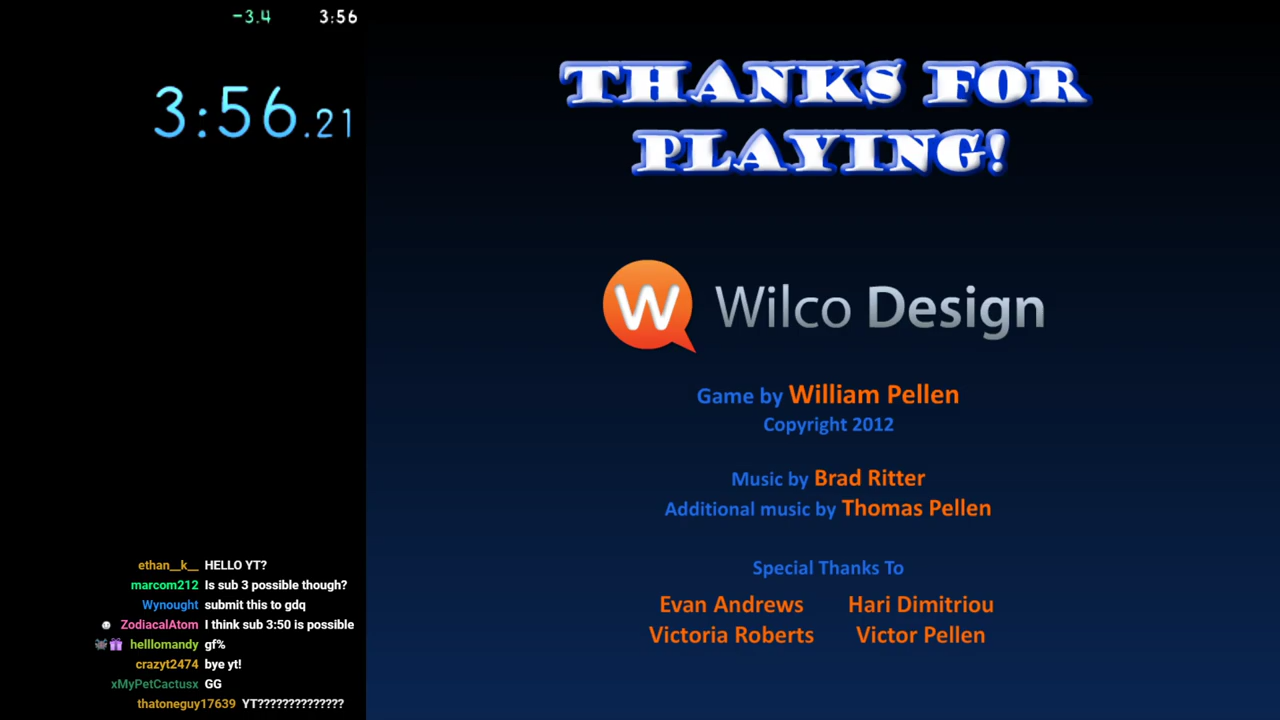 −3.4 3:56
3:56.21
THANKS FOR
PLAYING!
W Wilco Design
Game by William Pellen
Copyright 2012
Music by Brad Ritter
Additional music by Thomas Pellen
Special Thanks To
Evan Andrews Hari Dimitriou
Victoria Roberts Victor Pellen
ethan__k__ HELLO YT?
marcom212 Is sub 3 possible though?
Wynought submit this to gdq
ZodiacalAtom I think sub 3:50 is possible
helllomandy gf%
crazyt2474 bye yt!
xMyPetCactusx GG
thatoneguy17639 YT??????????????